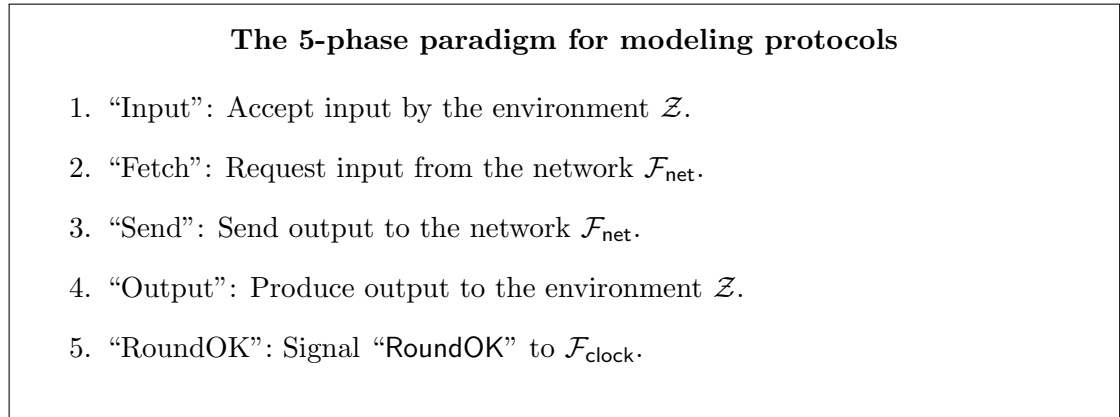 The 5-phase paradigm for modeling protocols
1. “Input”: Accept input by the environment 𝒵.
2. “Fetch”: Request input from the network ℱnet.
3. “Send”: Send output to the network ℱnet.
4. “Output”: Produce output to the environment 𝒵.
5. “RoundOK”: Signal “RoundOK” to ℱclock.